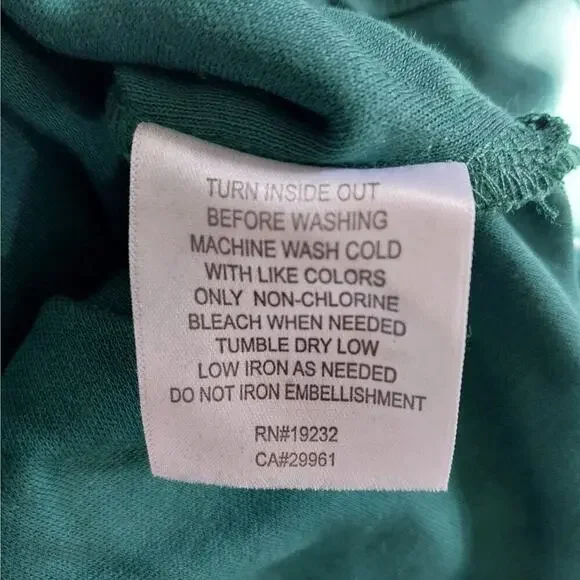 TURN INSIDE OUT
BEFORE WASHING
MACHINE WASH COLD
WITH LIKE COLORS
ONLY NON-CHLORINE
BLEACH WHEN NEEDED
TUMBLE DRY LOW
LOW IRON AS NEEDED
DO NOT IRON EMBELLISHMENT
RN#19232
CA#29961